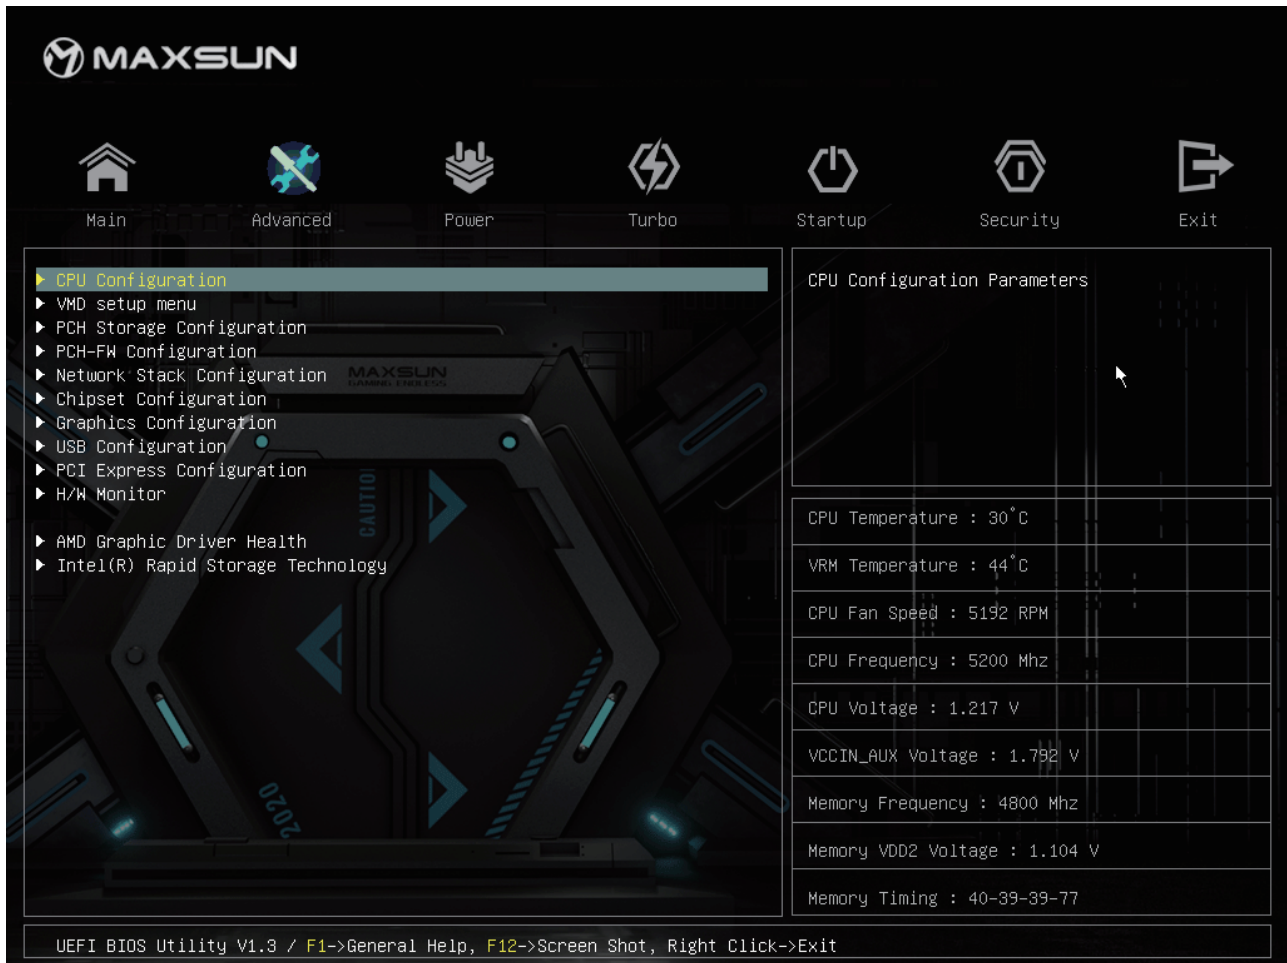 MAXSUN
Main
Advanced
Power
Turbo
Startup
Security
Exit
CPU Configuration
VMD setup menu
PCH Storage Configuration
PCH-FW Configuration
Network Stack Configuration
Chipset Configuration
Graphics Configuration
USB Configuration
PCI Express Configuration
H/W Monitor
AMD Graphic Driver Health
Intel(R) Rapid Storage Technology
MAXSUN
GAMING ENDLESS
CAUTIO
2020
CPU Configuration Parameters
CPU Temperature : 30°C
VRM Temperature : 44°C
CPU Fan Speed : 5192 RPM
CPU Frequency : 5200 Mhz
CPU Voltage : 1.217 V
VCCIN_AUX Voltage : 1.792 V
Memory Frequency : 4800 Mhz
Memory VDD2 Voltage : 1.104 V
Memory Timing : 40-39-39-77
UEFI BIOS Utility V1.3 / F1->General Help, F12->Screen Shot, Right Click->Exit